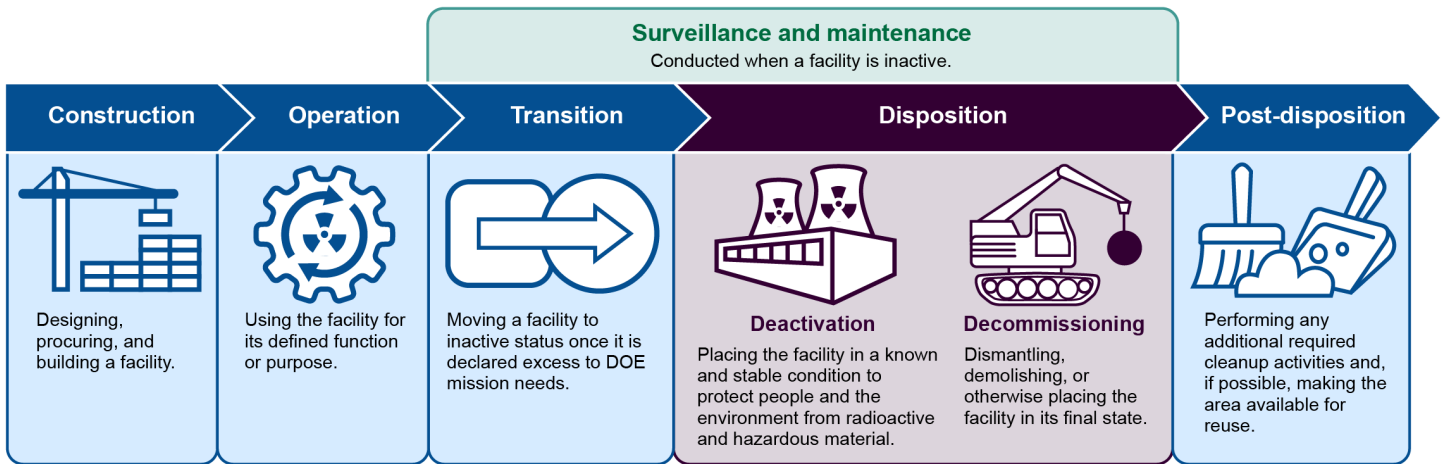 Surveillance and maintenance
Conducted when a facility is inactive.
Construction
Operation
Transition
Disposition
Post-disposition
Designing,
procuring, and
building a facility.
Using the facility for
its defined function
or purpose.
Moving a facility to
inactive status once it is
declared excess to DOE
mission needs.
Deactivation
Placing the facility in a known
and stable condition to
protect people and the
environment from radioactive
and hazardous material.
Decommissioning
Dismantling,
demolishing, or
otherwise placing the
facility in its final state.
Performing any
additional required
cleanup activities and,
if possible, making the
area available for
reuse.